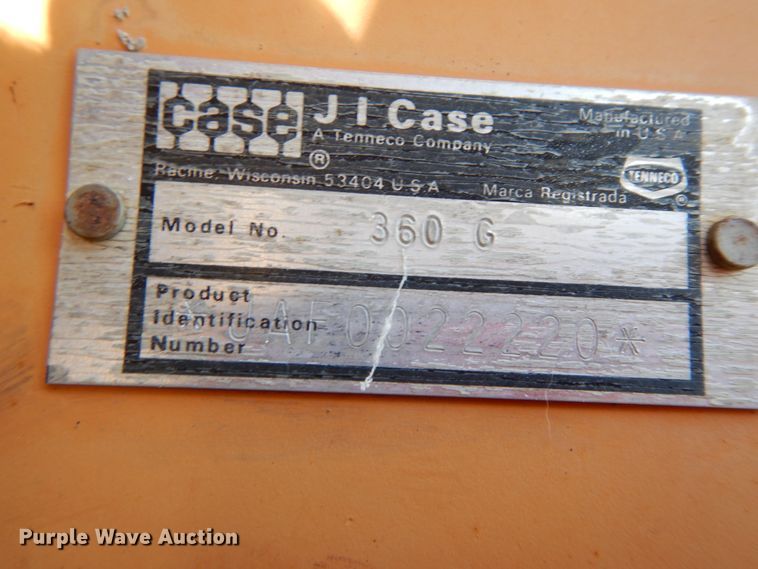 case
J I Case
A Tenneco Company
®
Manufactured
in U.S.A
Racine, Wisconsin 53404 U.S.A
Marca Registrada
TENNECO
®
Model No. 360 G
Product
Identification
Number
JAF0022220*
Purple Wave Auction